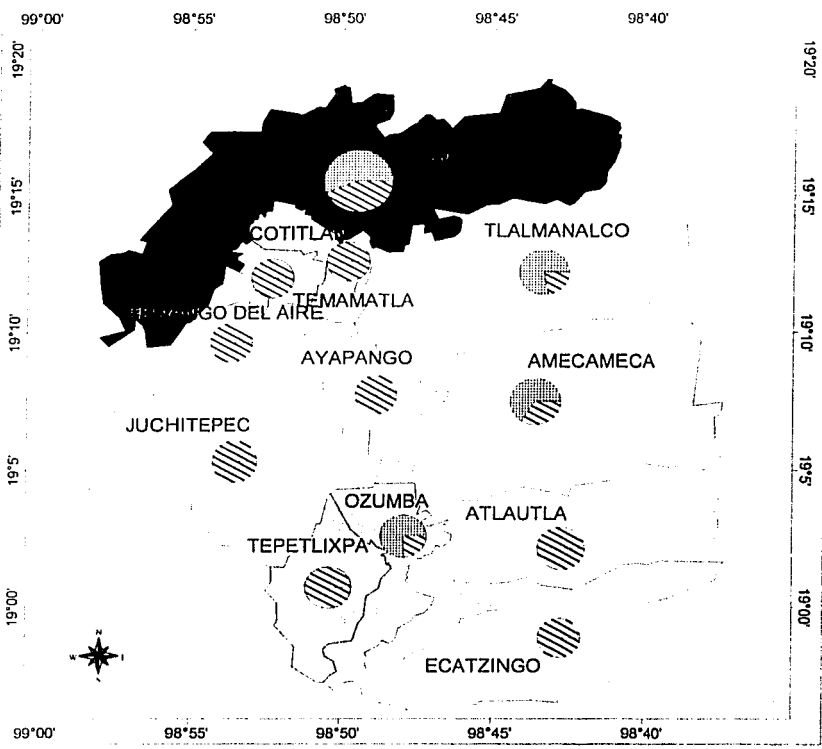 99°00' 98°55' 98°50' 98°45' 98°40'
19°20' 19°20'
19°15' 19°15'
COTITLAN TLALMANALCO
TEMAMATLA
DEL AIRE
19°10' 19°10'
AYAPANGO AMECAMECA
JUCHITEPEC
19°5' 19°5'
OZUMBA
ATLAUTLA
TEPETLIXPA
19°00' 19°00'
N
W
ECATZINGO
99°00' 98°55' 98°50' 98°45' 98°40'